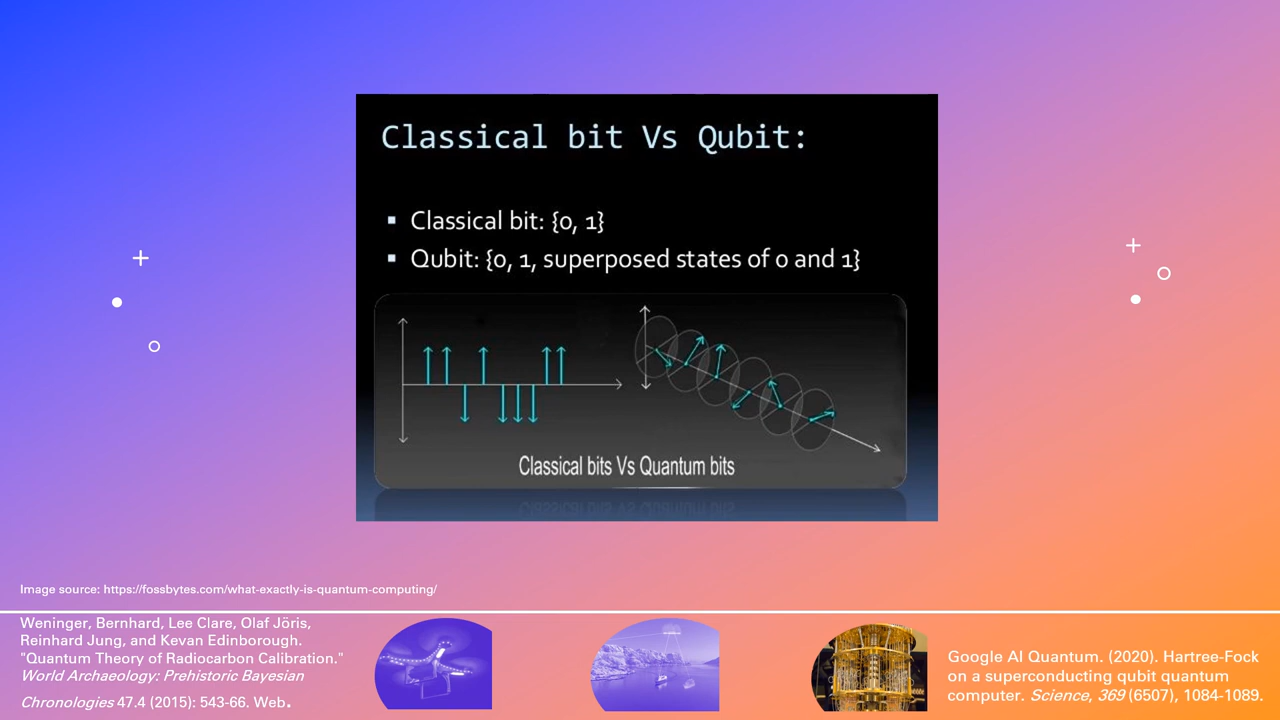 Classical bit Vs Qubit:
▪ Classical bit: {0, 1}
▪ Qubit: {0, 1, superposed states of 0 and 1}
Classical bits Vs Quantum bits
Image source: https://fossbytes.com/what-exactly-is-quantum-computing/
Weninger, Bernhard, Lee Clare, Olaf Jöris,
Reinhard Jung, and Kevan Edinborough.
"Quantum Theory of Radiocarbon Calibration."
World Archaeology: Prehistoric Bayesian
Chronologies 47.4 (2015): 543-66. Web.
Google AI Quantum. (2020). Hartree-Fock
on a superconducting qubit quantum
computer. Science, 369 (6507), 1084-1089.